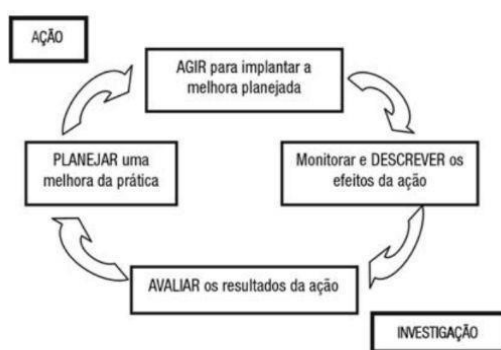 AÇÃO
AGIR para implantar a
melhora planejada
PLANEJAR uma
melhora da prática
Monitorar e DESCREVER os
efeitos da ação
AVALIAR os resultados da ação
INVESTIGAÇÃO